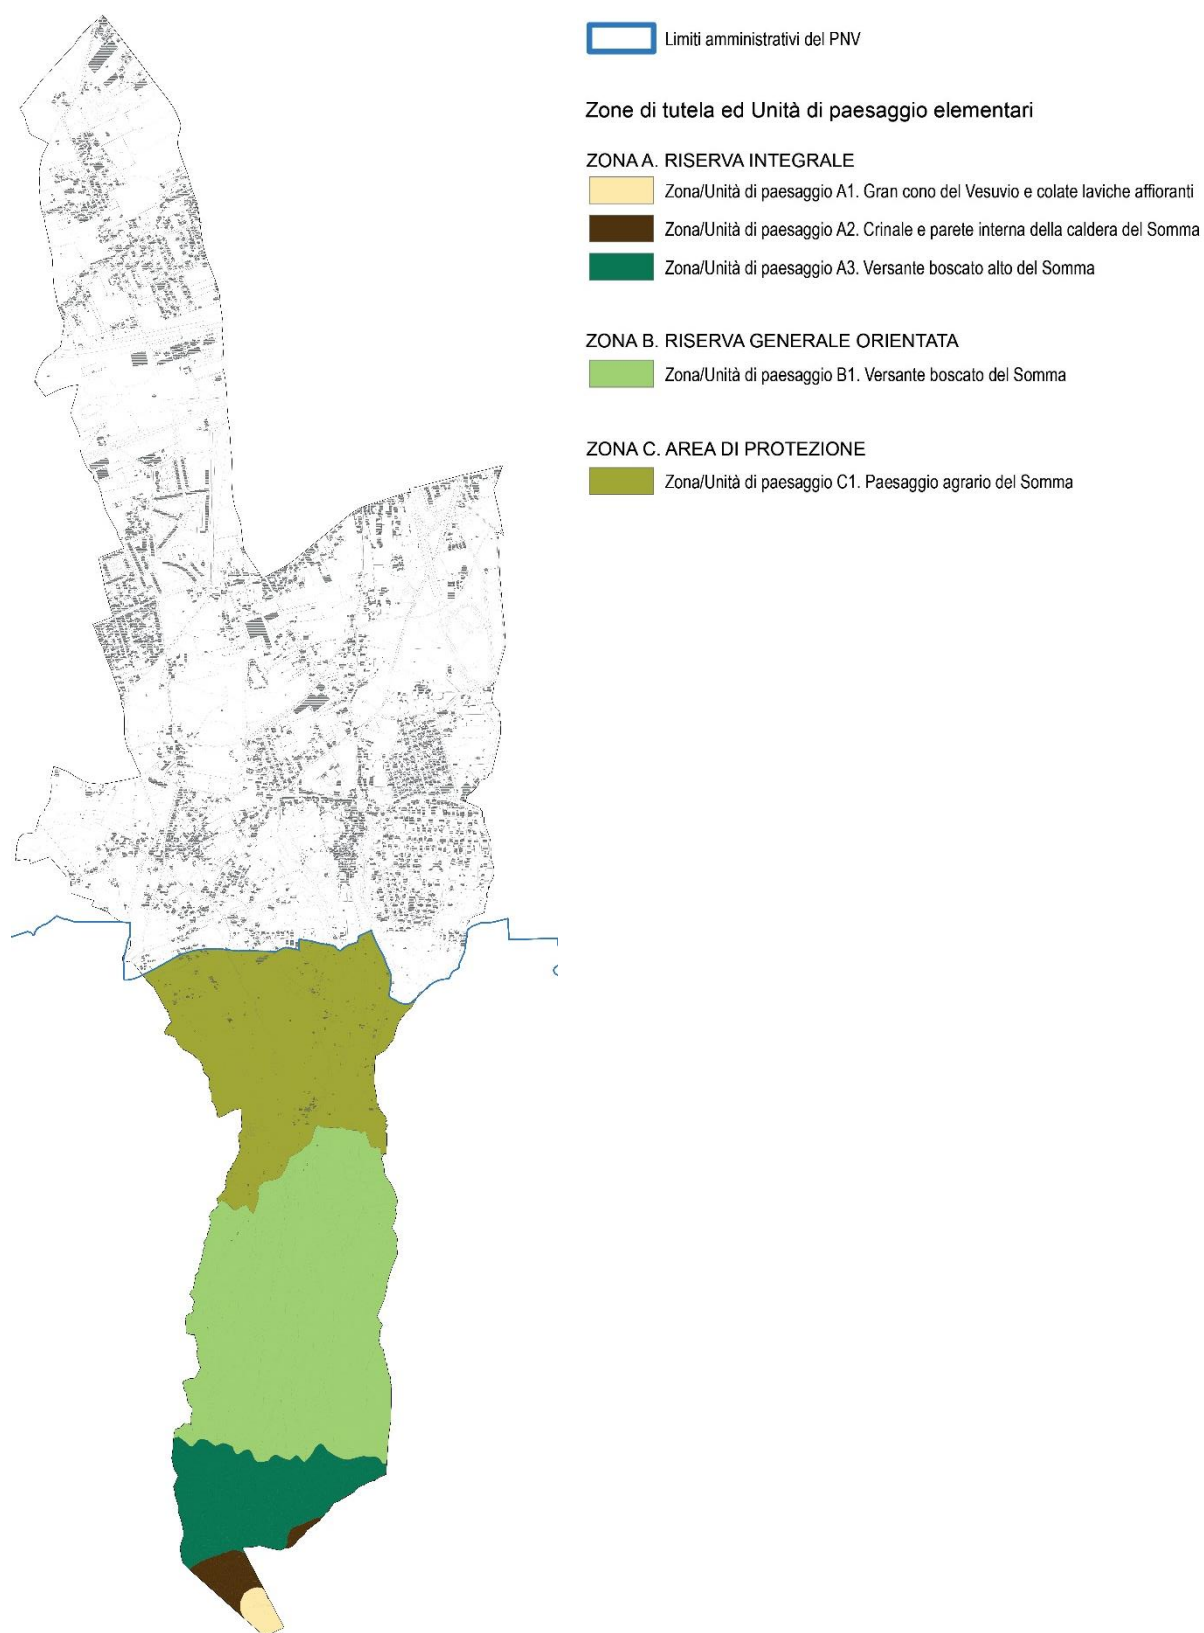 Limiti amministrativi del PNV
Zone di tutela ed Unità di paesaggio elementari
ZONA A. RISERVA INTEGRALE
Zona/Unità di paesaggio A1. Gran cono del Vesuvio e colate laviche affioranti
Zona/Unità di paesaggio A2. Crinale e parete interna della caldera del Somma
Zona/Unità di paesaggio A3. Versante boscato alto del Somma
ZONA B. RISERVA GENERALE ORIENTATA
Zona/Unità di paesaggio B1. Versante boscato del Somma
ZONA C. AREA DI PROTEZIONE
Zona/Unità di paesaggio C1. Paesaggio agrario del Somma